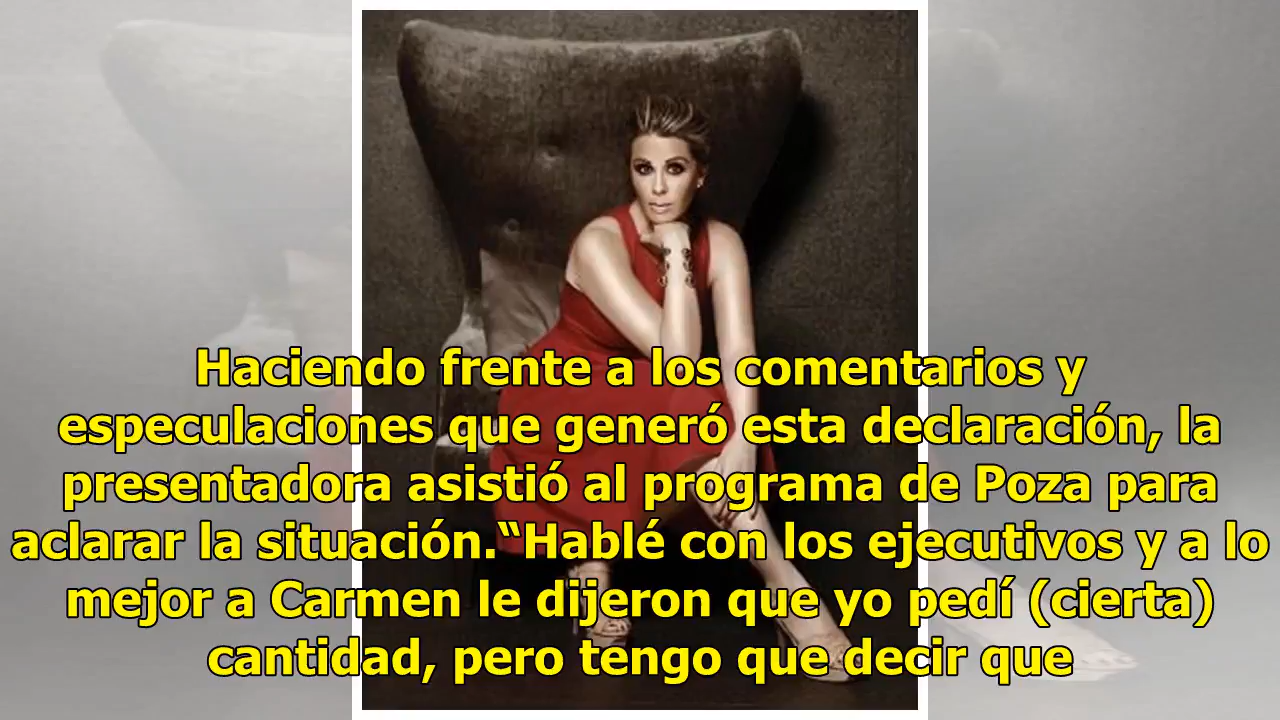 Haciendo frente a los comentarios y
especulaciones que generó esta declaración, la
presentadora asistió al programa de Poza para
aclarar la situación.“Hablé con los ejecutivos y a lo
mejor a Carmen le dijeron que yo pedí (cierta)
cantidad, pero tengo que decir que